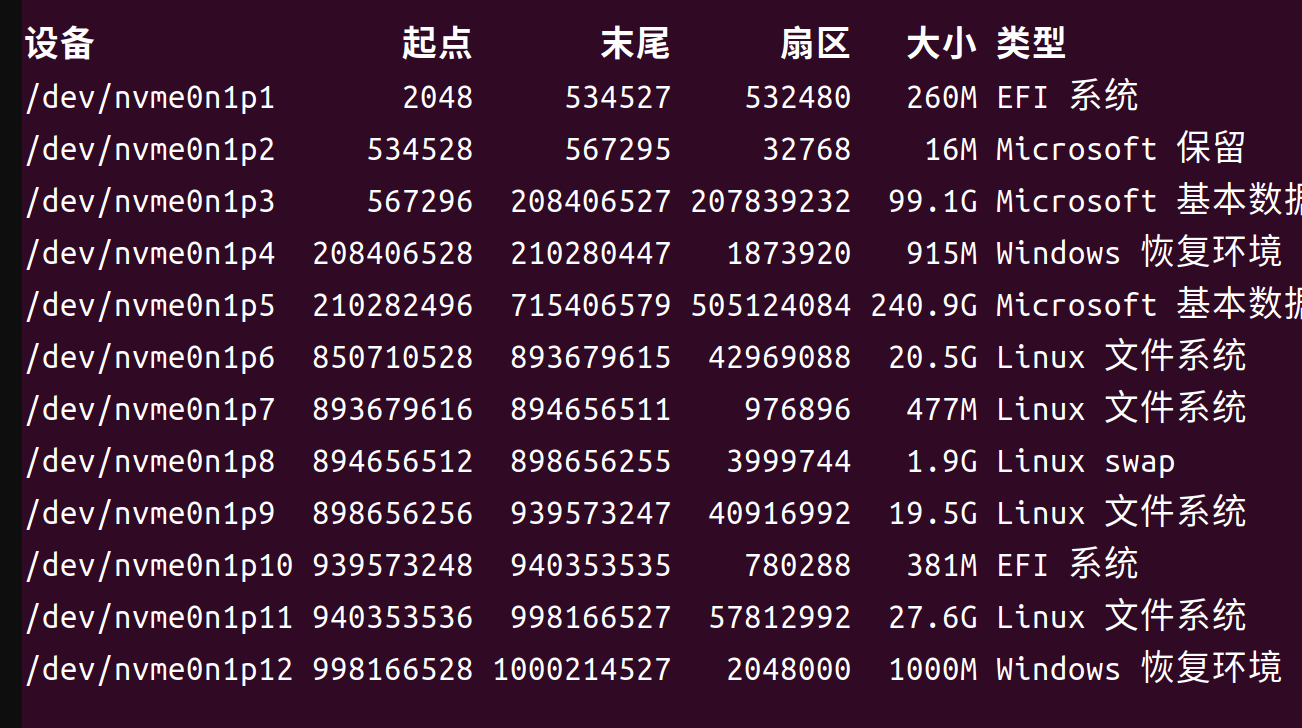 设备 起点 末尾 扇区 大小 类型
/dev/nvme0n1p1 2048 534527 532480 260M EFI 系统
/dev/nvme0n1p2 534528 567295 32768 16M Microsoft 保留
/dev/nvme0n1p3 567296 208406527 207839232 99.1G Microsoft 基本数据
/dev/nvme0n1p4 208406528 210280447 1873920 915M Windows 恢复环境
/dev/nvme0n1p5 210282496 715406579 505124084 240.9G Microsoft 基本数据
/dev/nvme0n1p6 850710528 893679615 42969088 20.5G Linux 文件系统
/dev/nvme0n1p7 893679616 894656511 976896 477M Linux 文件系统
/dev/nvme0n1p8 894656512 898656255 3999744 1.9G Linux swap
/dev/nvme0n1p9 898656256 939573247 40916992 19.5G Linux 文件系统
/dev/nvme0n1p10 939573248 940353535 780288 381M EFI 系统
/dev/nvme0n1p11 940353536 998166527 57812992 27.6G Linux 文件系统
/dev/nvme0n1p12 998166528 1000214527 2048000 1000M Windows 恢复环境